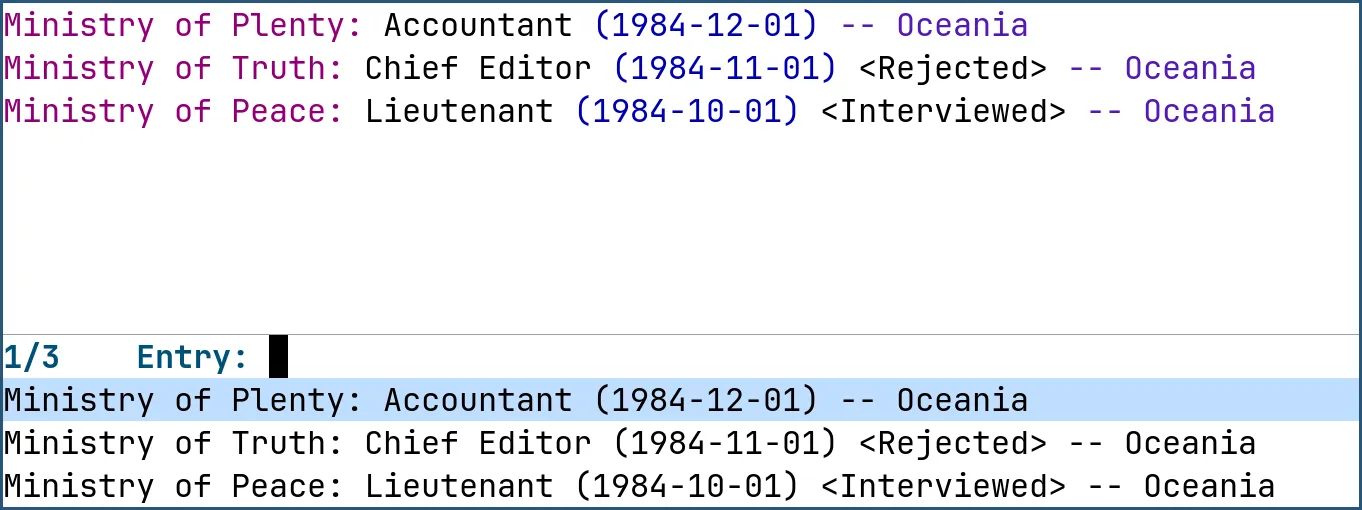 Ministry of Plenty: Accountant (1984-12-01) -- Oceania
Ministry of Truth: Chief Editor (1984-11-01) <Rejected> -- Oceania
Ministry of Peace: Lieutenant (1984-10-01) <Interviewed> -- Oceania
1/3    Entry:
Ministry of Plenty: Accountant (1984-12-01) -- Oceania
Ministry of Truth: Chief Editor (1984-11-01) <Rejected> -- Oceania
Ministry of Peace: Lieutenant (1984-10-01) <Interviewed> -- Oceania